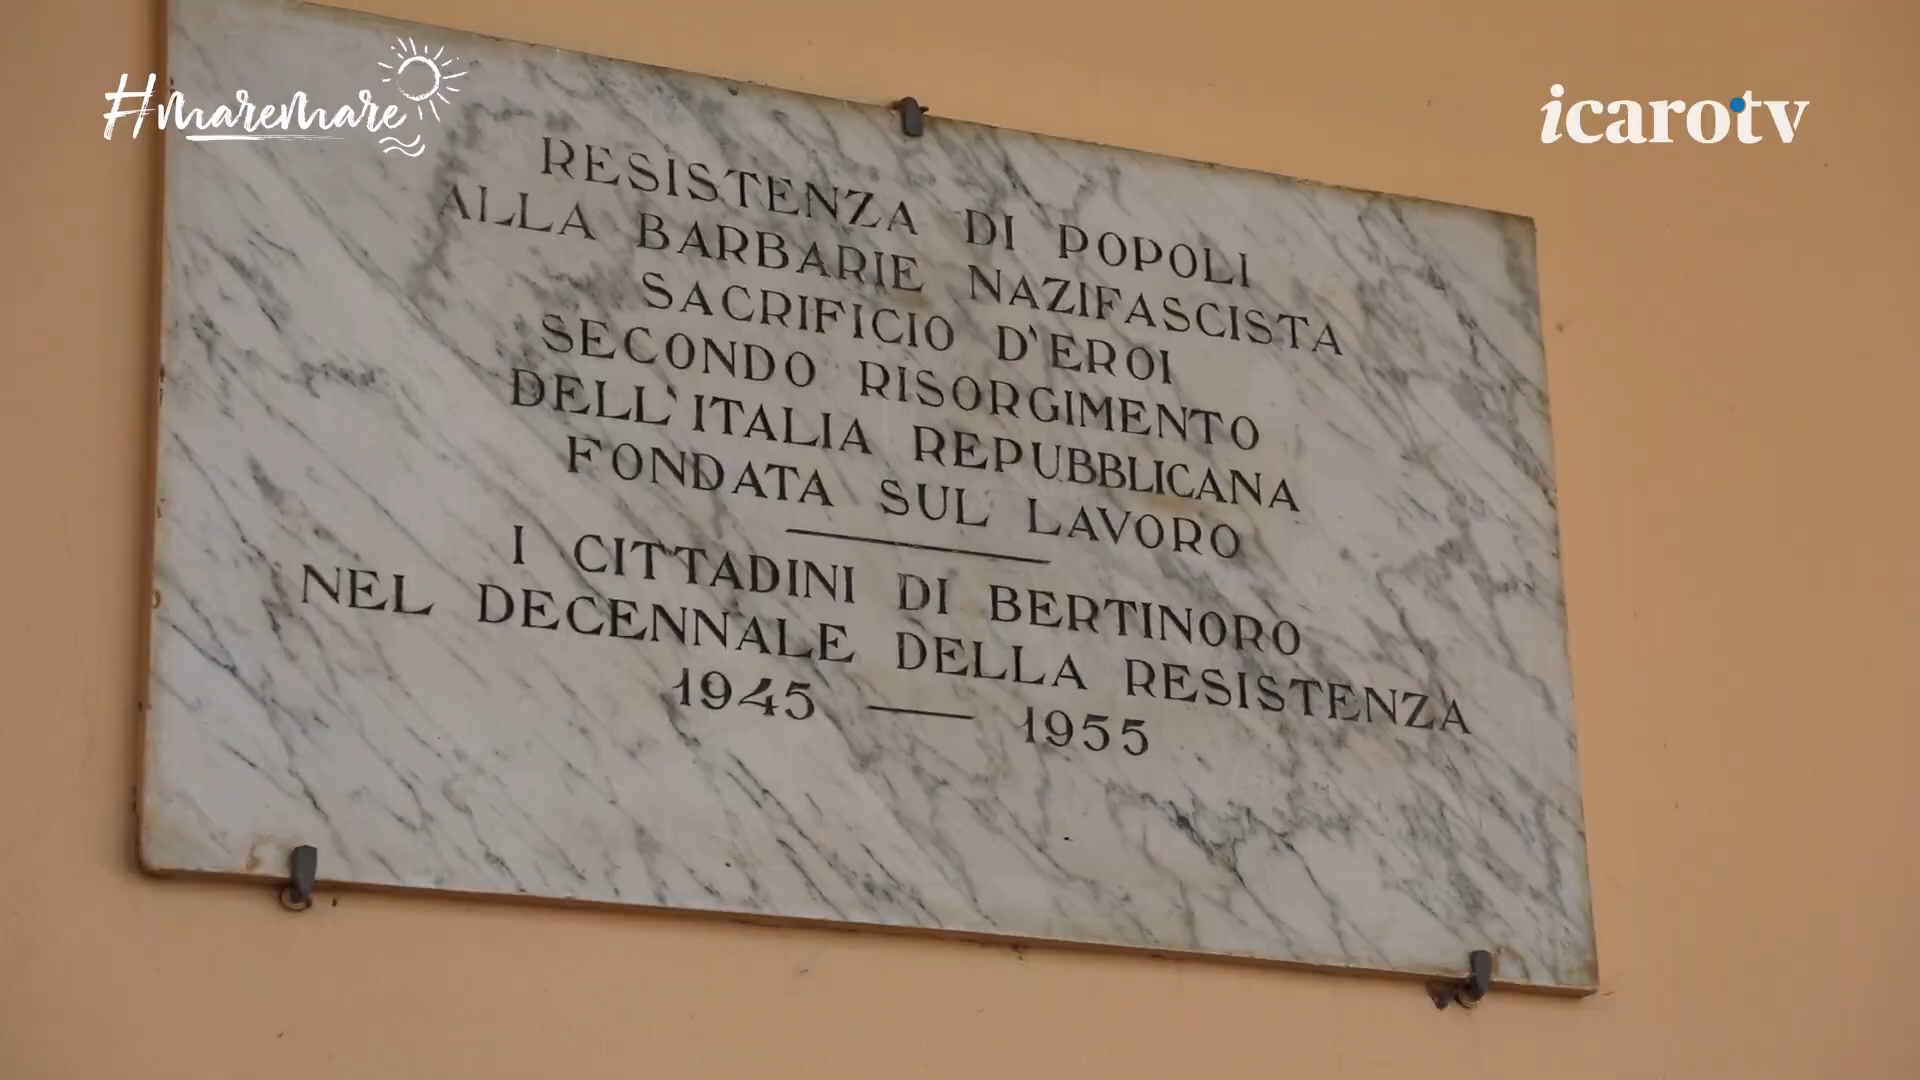 #maremare
icarotv
RESISTENZA DI POPOLI
ALLA BARBARIE NAZIFASCISTA
SACRIFICIO D'EROI
SECONDO RISORGIMENTO
DELL'ITALIA REPUBBLICANA
FONDATA SUL LAVORO
I CITTADINI DI BERTINORO
NEL DECENNALE DELLA RESISTENZA
1945 — 1955